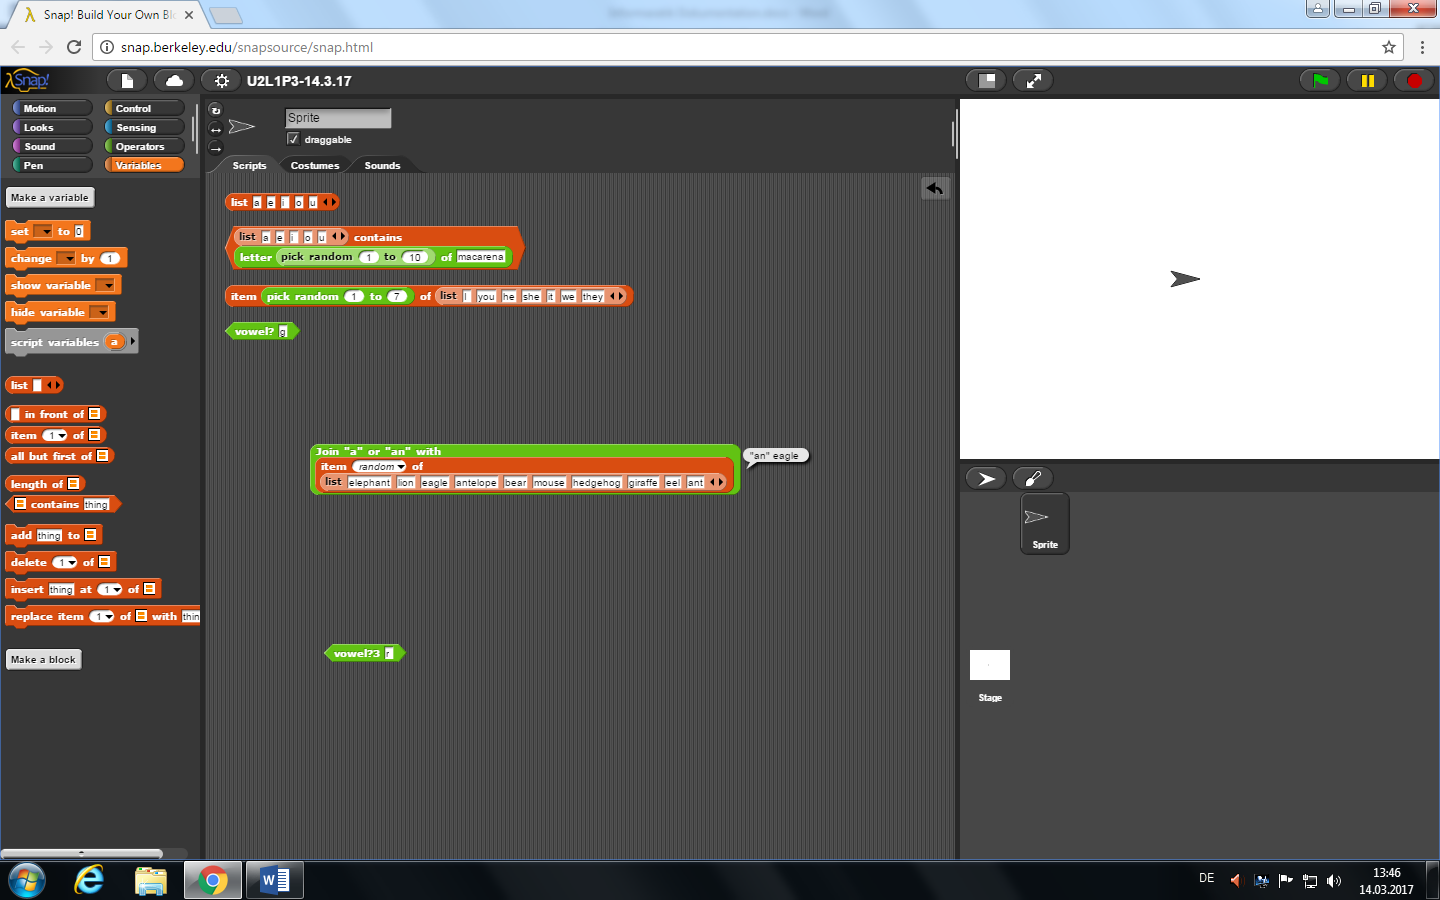 Snap! Build Your Own Bl
snap.berkeley.edu/snapsource/snap.html
Snap!
U2L1P3-14.3.17
Motion Control
Looks Sensing
Sound Operators
Pen Variables
Make a variable
set to 0
change by 1
show variable
hide variable
script variables a
list
in front of
item 1 of
all but first of
length of
contains thing
add thing to
delete 1 of
insert thing at 1 of
replace item 1 of with thin
Make a block
Sprite
draggable
Scripts Costumes Sounds
list a e i o u
list a e i o u contains
letter pick random 1 to 10 of macarena
item pick random 1 to 7 of list I you he she it we they
vowel? g
Join "a" or "an" with
item random of
list elephant lion eagle antelope bear mouse hedgehog giraffe eel ant
"an" eagle
vowel?3 r
Sprite
Stage
DE
13:46
14.03.2017